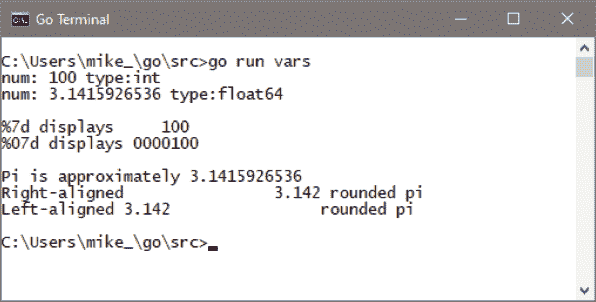 Go Terminal
C:\Users\mike_\go\src>go run vars
num: 100 type:int
num: 3.1415926536 type:float64
%7d displays     100
%07d displays 0000100
Pi is approximately 3.1415926536
Right-aligned                3.142 rounded pi
Left-aligned 3.142                rounded pi
C:\Users\mike_\go\src>